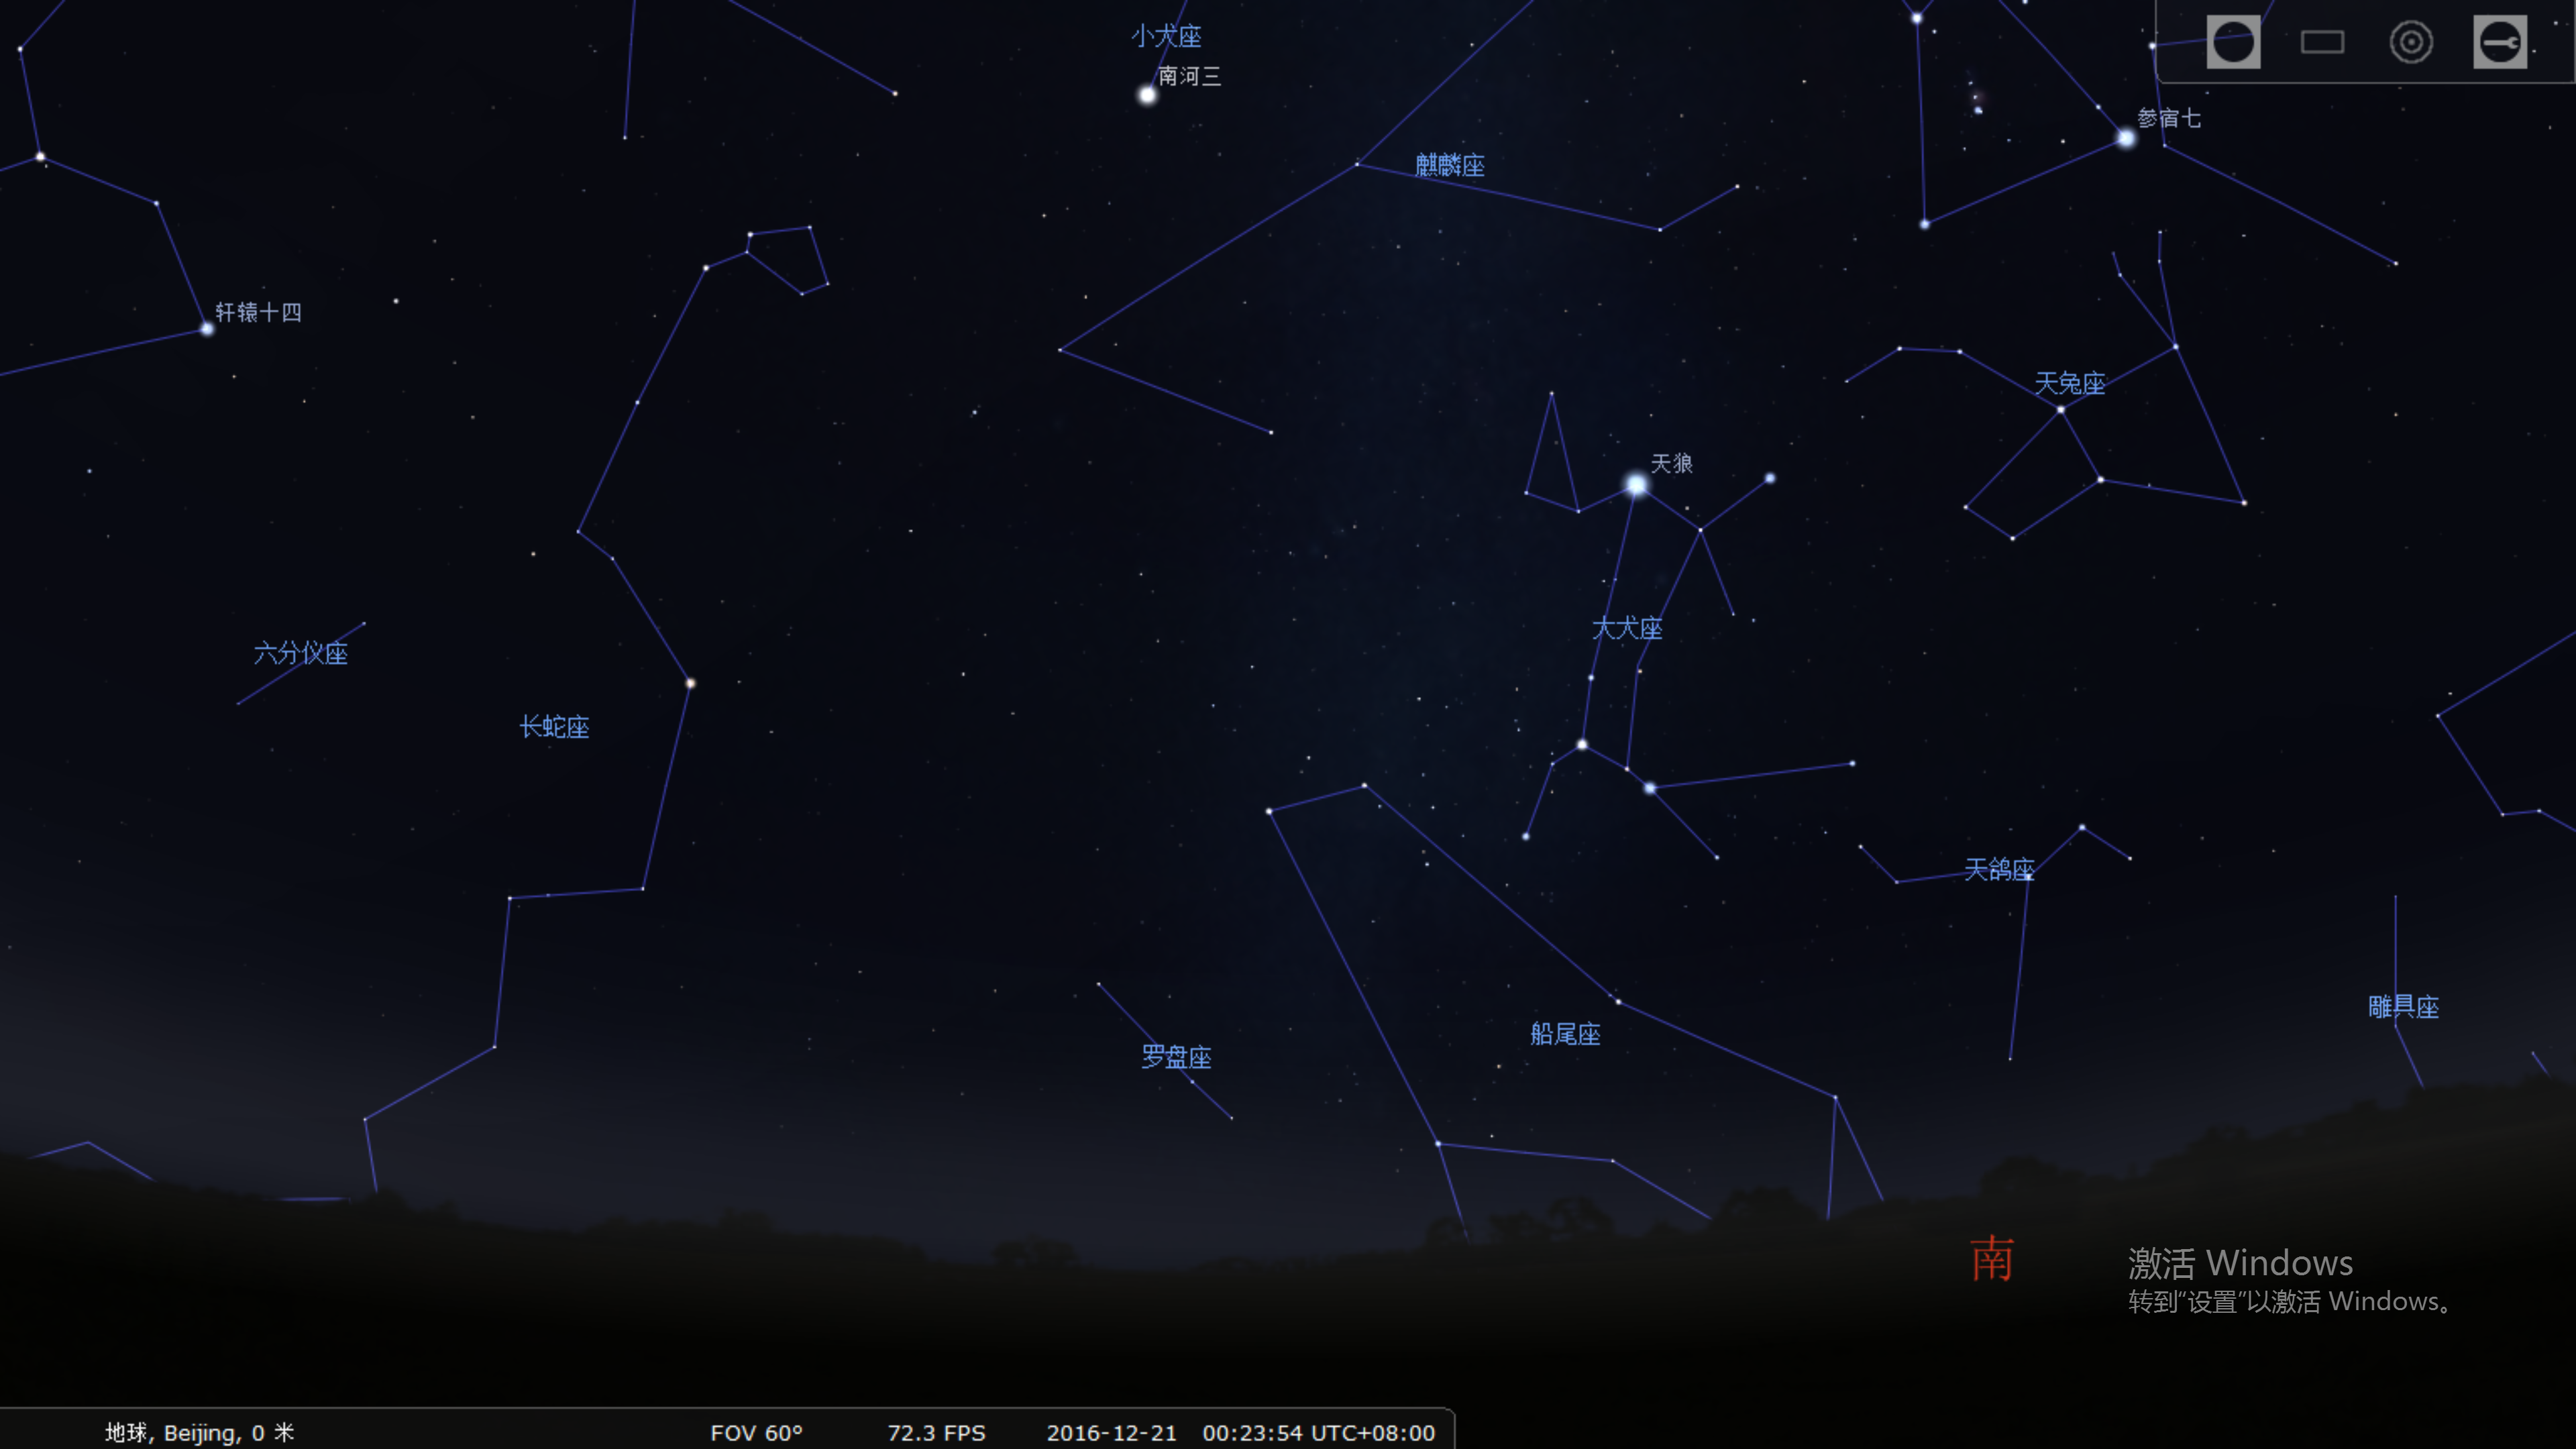 小犬座
南河三
参宿七
麒麟座
轩辕十四
天兔座
天狼
大犬座
六分仪座
长蛇座
天鸽座
雕具座
船尾座
罗盘座
南
激活 Windows
转到“设置”以激活 Windows。
地球, Beijing, 0 米 FOV 60° 72.3 FPS 2016-12-21 00:23:54 UTC+08:00